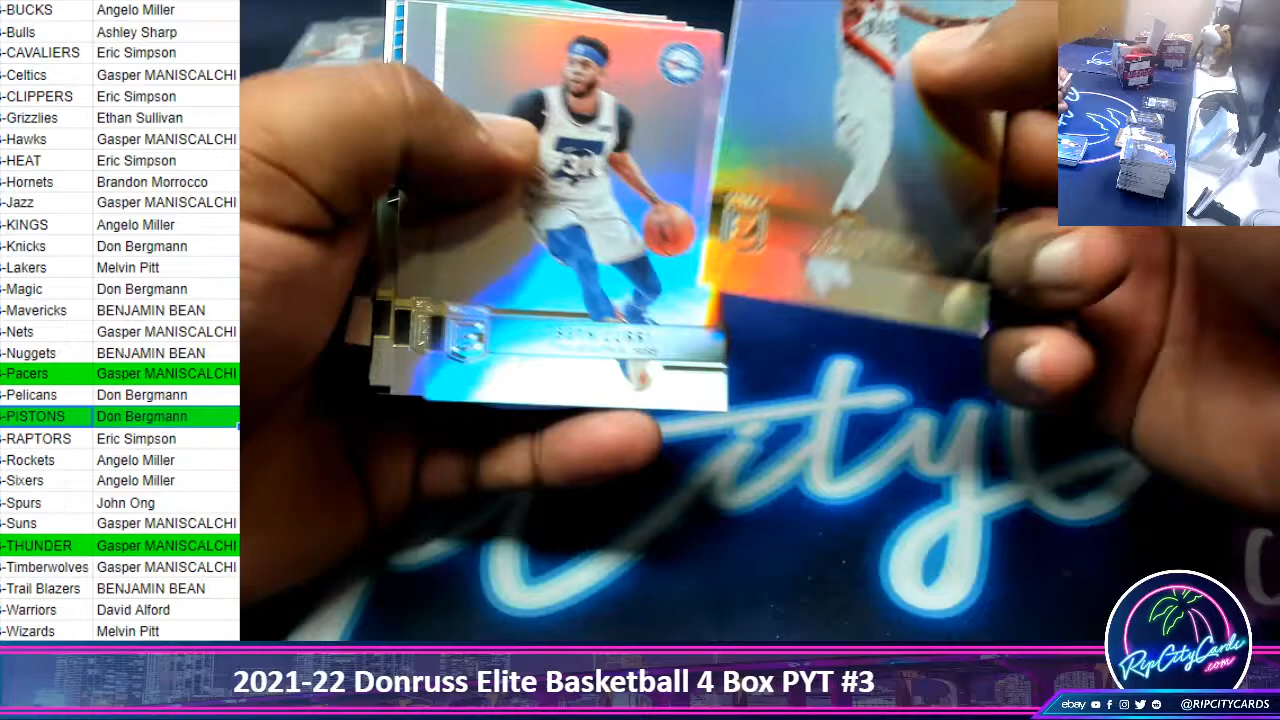 -BUCKS Angelo Miller
-Bulls Ashley Sharp
-CAVALIERS Eric Simpson
-Celtics Gasper MANISCALCHI
-CLIPPERS Eric Simpson
-Grizzlies Ethan Sullivan
-Hawks Gasper MANISCALCHI
-HEAT Eric Simpson
-Hornets Brandon Morrocco
-Jazz Gasper MANISCALCHI
-KINGS Angelo Miller
-Knicks Don Bergmann
-Lakers Melvin Pitt
-Magic Don Bergmann
-Mavericks BENJAMIN BEAN
-Nets Gasper MANISCALCHI
-Nuggets BENJAMIN BEAN
-Pacers Gasper MANISCALCHI
-Pelicans Don Bergmann
-PISTONS Don Bergmann
-RAPTORS Eric Simpson
-Rockets Angelo Miller
-Sixers Angelo Miller
-Spurs John Ong
-Suns Gasper MANISCALCHI
-THUNDER Gasper MANISCALCHI
-Timberwolves Gasper MANISCALCHI
-Trail Blazers BENJAMIN BEAN
-Warriors David Alford
-Wizards Melvin Pitt
City
RipCityCards
.com
2021-22 Donruss Elite Basketball 4 Box PYT #3
ebay @RIPCITYCARDS